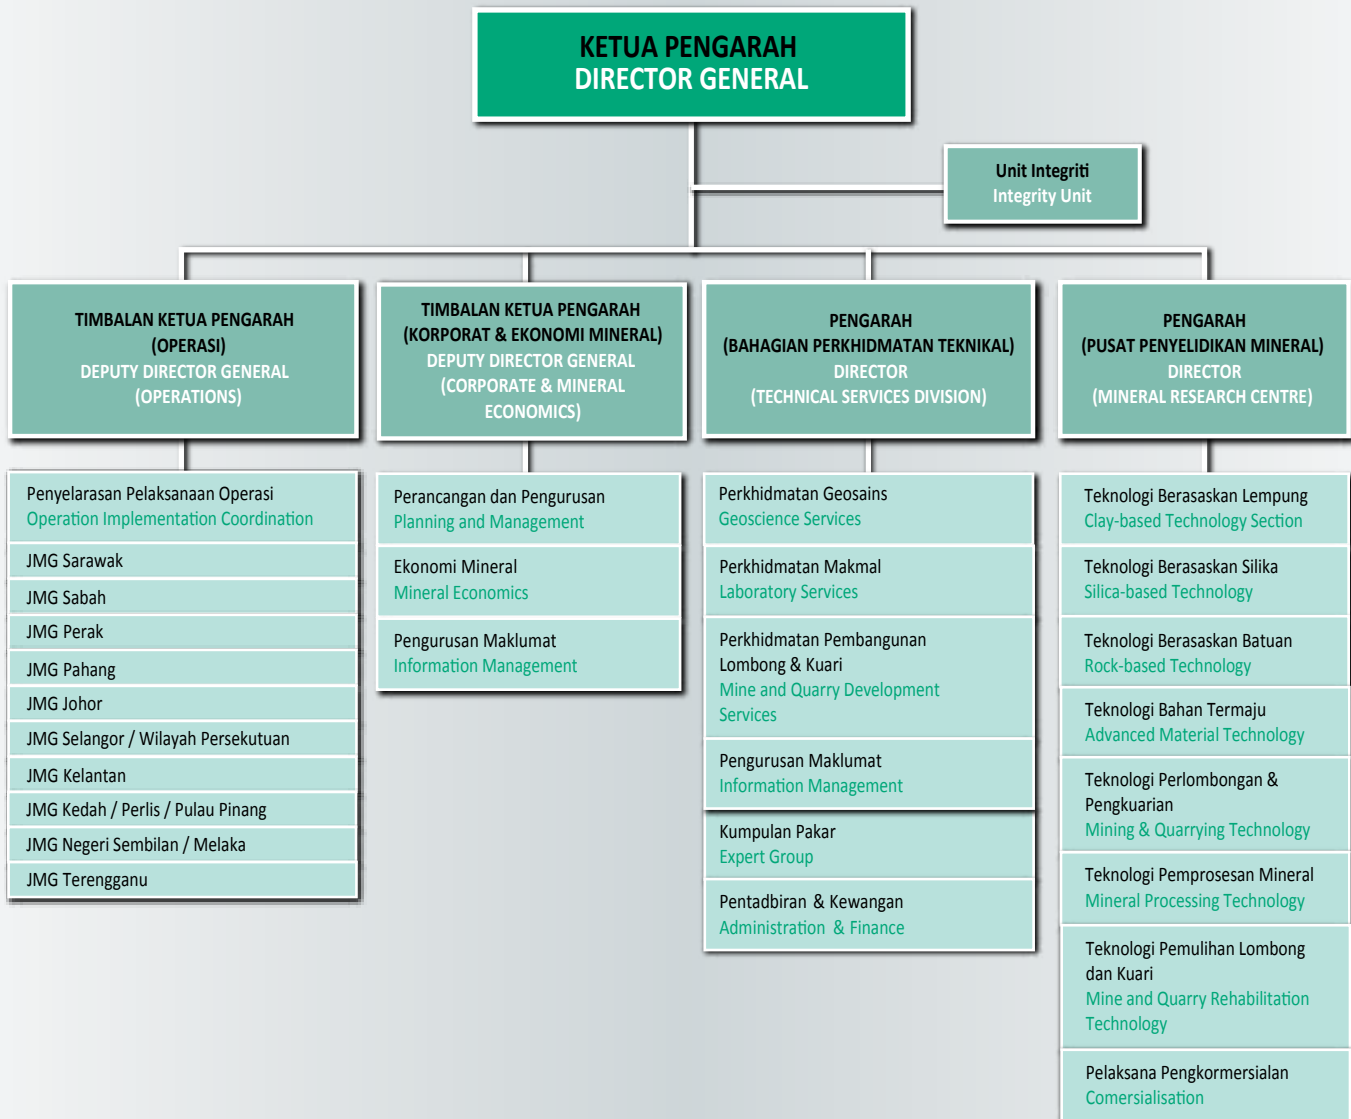 KETUA PENGARAH
DIRECTOR GENERAL
Unit Integriti
Integrity Unit
TIMBALAN KETUA PENGARAH
(OPERASI)
DEPUTY DIRECTOR GENERAL
(OPERATIONS)
TIMBALAN KETUA PENGARAH
(KORPORAT & EKONOMI MINERAL)
DEPUTY DIRECTOR GENERAL
(CORPORATE & MINERAL
ECONOMICS)
PENGARAH
(BAHAGIAN PERKHIDMATAN TEKNIKAL)
DIRECTOR
(TECHNICAL SERVICES DIVISION)
PENGARAH
(PUSAT PENYELIDIKAN MINERAL)
DIRECTOR
(MINERAL RESEARCH CENTRE)
Penyelarasan Pelaksanaan Operasi
Operation Implementation Coordination
JMG Sarawak
JMG Sabah
JMG Perak
JMG Pahang
JMG Johor
JMG Selangor / Wilayah Persekutuan
JMG Kelantan
JMG Kedah / Perlis / Pulau Pinang
JMG Negeri Sembilan / Melaka
JMG Terengganu
Perancangan dan Pengurusan
Planning and Management
Ekonomi Mineral
Mineral Economics
Pengurusan Maklumat
Information Management
Perkhidmatan Geosains
Geoscience Services
Perkhidmatan Makmal
Laboratory Services
Perkhidmatan Pembangunan
Lombong & Kuari
Mine and Quarry Development
Services
Pengurusan Maklumat
Information Management
Kumpulan Pakar
Expert Group
Pentadbiran & Kewangan
Administration & Finance
Teknologi Berasaskan Lempung
Clay-based Technology Section
Teknologi Berasaskan Silika
Silica-based Technology
Teknologi Berasaskan Batuan
Rock-based Technology
Teknologi Bahan Termaju
Advanced Material Technology
Teknologi Perlombongan &
Pengkuarian
Mining & Quarrying Technology
Teknologi Pemprosesan Mineral
Mineral Processing Technology
Teknologi Pemulihan Lombong
dan Kuari
Mine and Quarry Rehabilitation
Technology
Pelaksana Pengkormersialan
Comersialisation